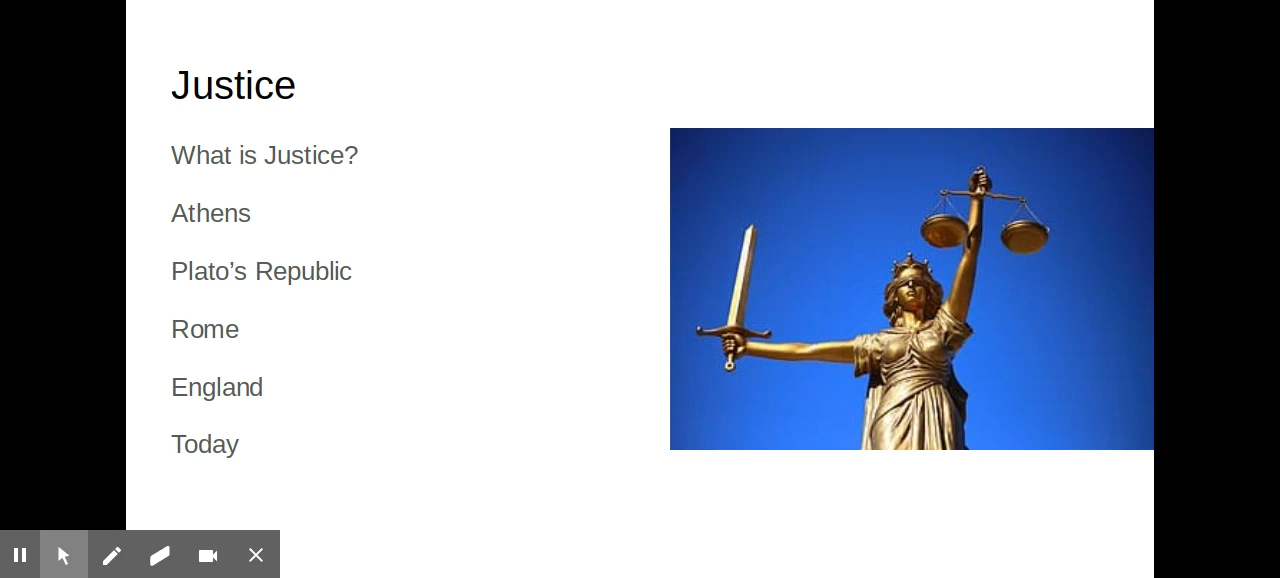 Justice
What is Justice?
Athens
Plato’s Republic
Rome
England
Today